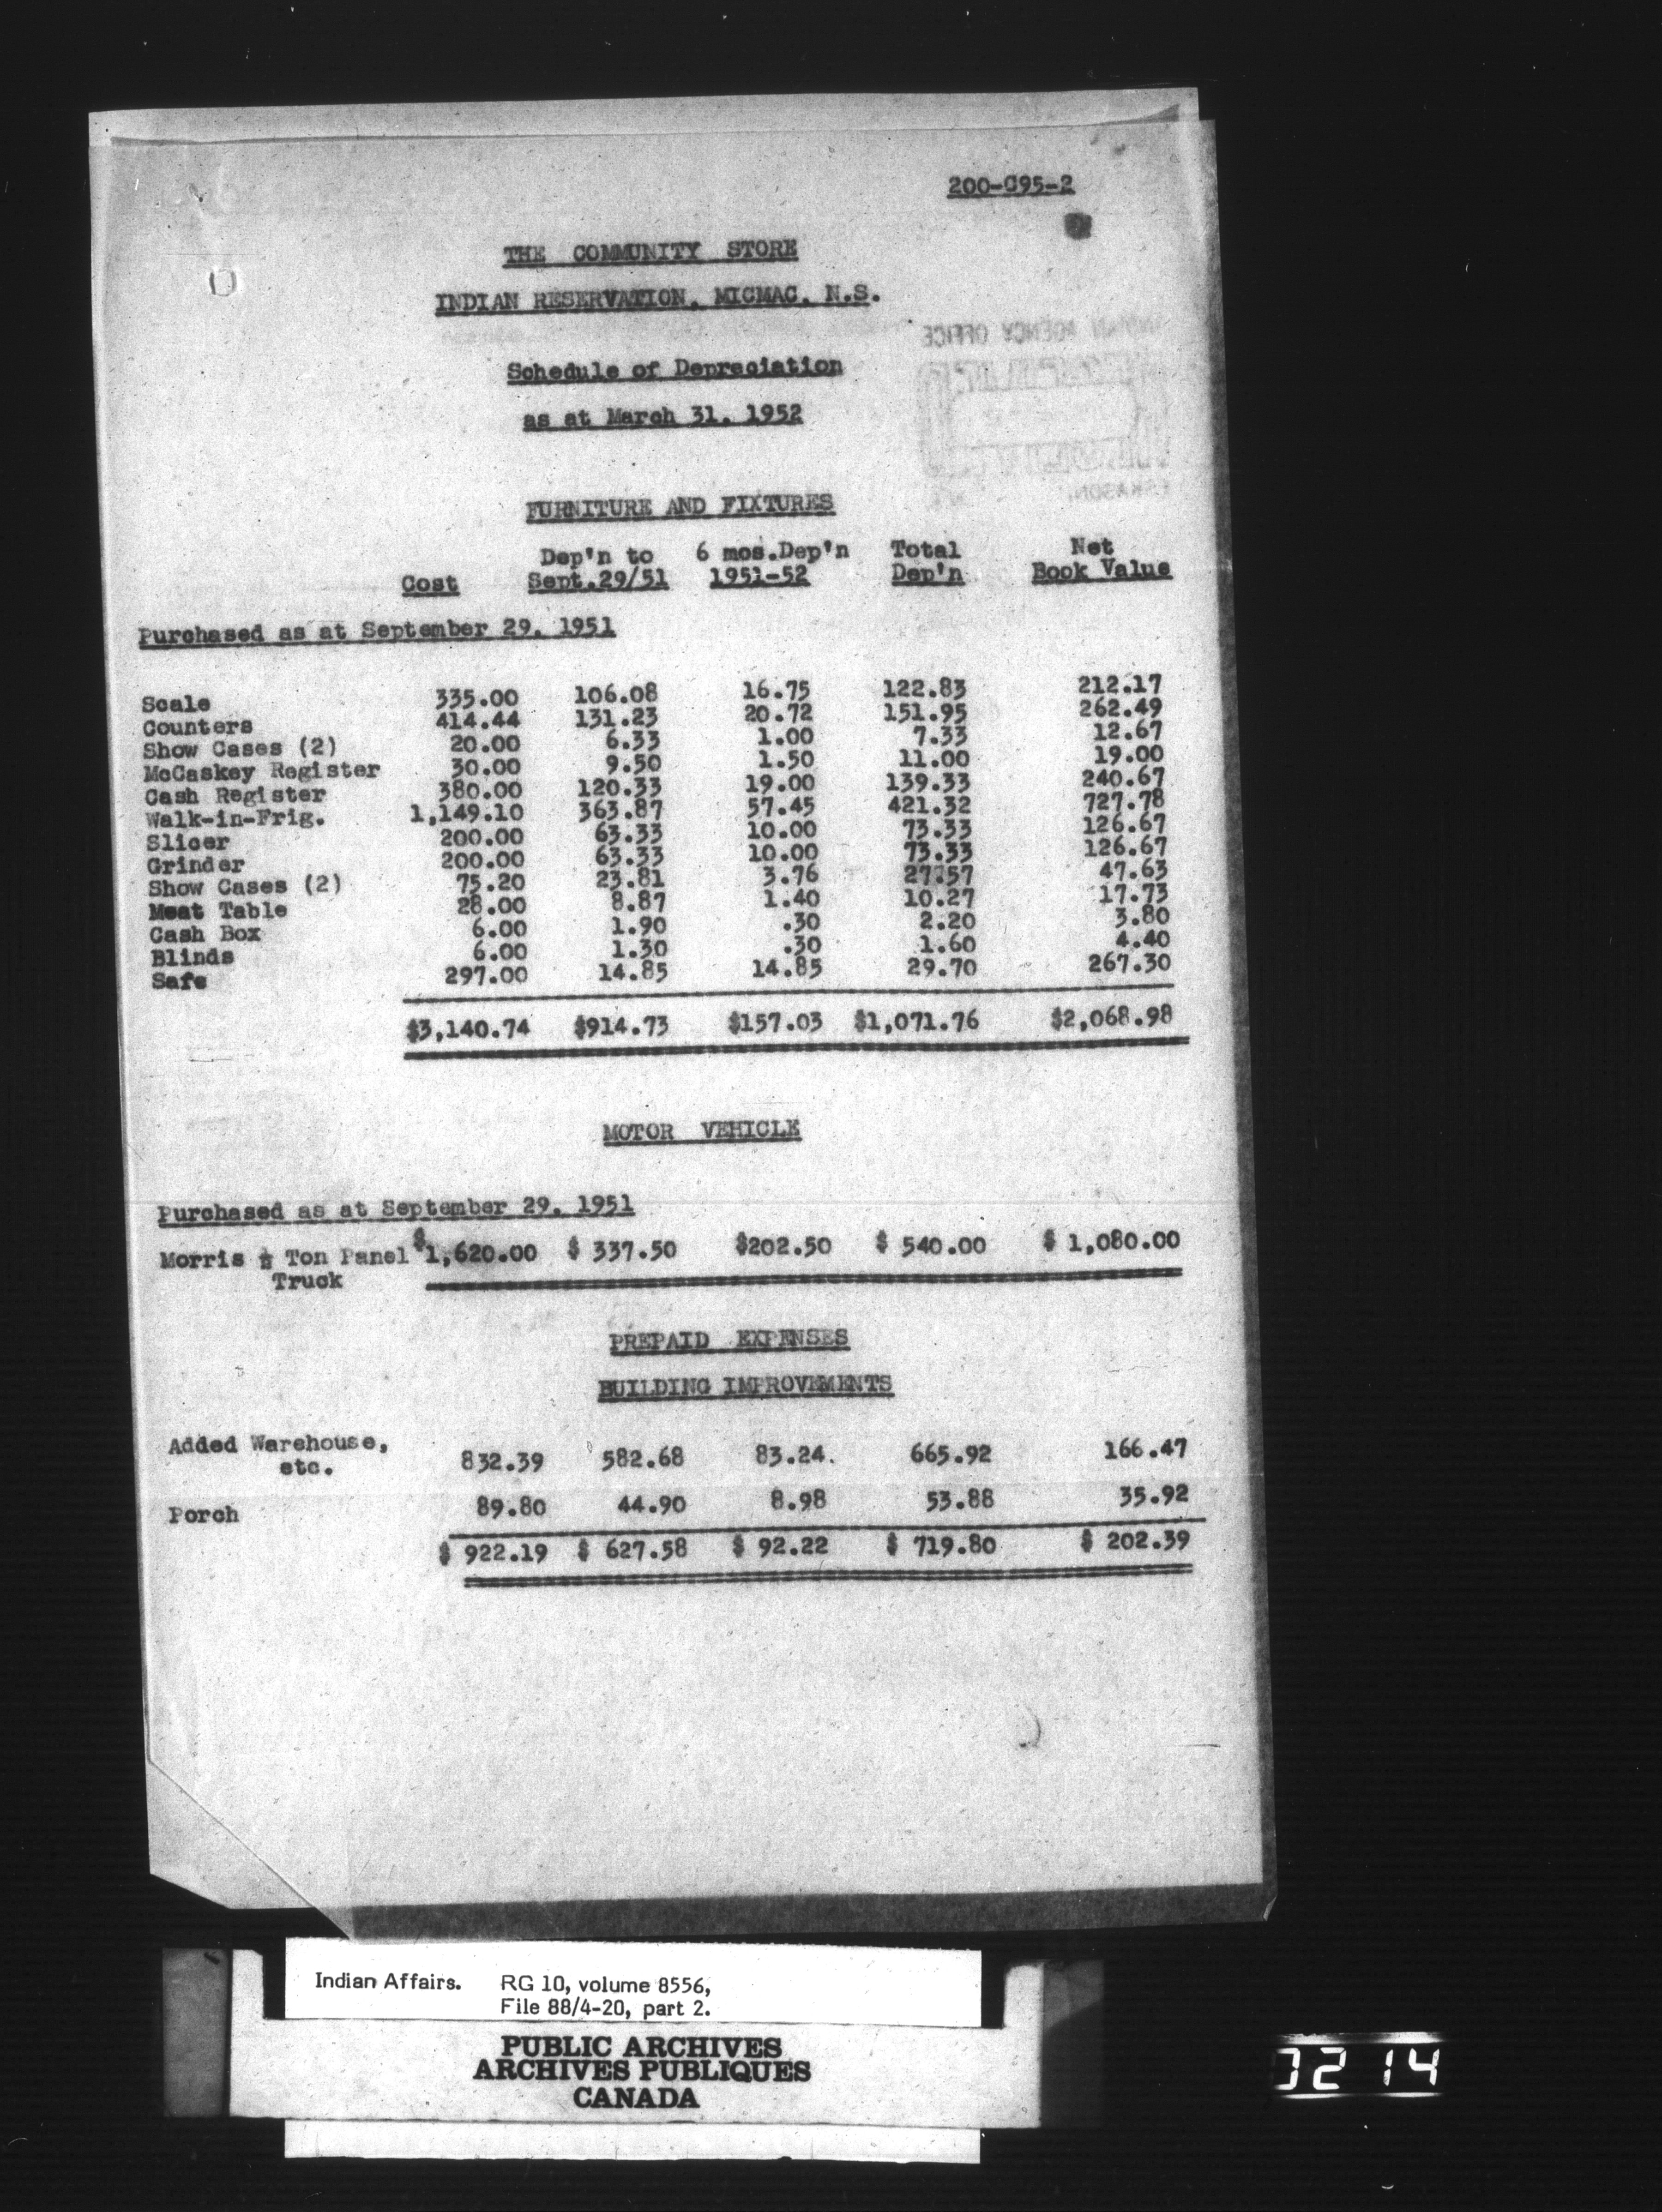 200-C95-2
THE COMMUNITY STORE
INDIAN RESERVATION, MICMAC, N.S.
INDIAN AGENCY OFFICE
Schedule of Depreciation
as at March 31, 1952
ESKASONI
FURNITURE AND FIXTURES
Dep'n to 6 mos.Dep'n Total Net
Cost Sept.29/51 1951-52 Dep'n Book Value
Purchased as at September 29, 1951
Scale 335.00 106.08 16.75 122.83 212.17
Counters 414.44 131.23 20.72 151.95 262.49
Show Cases (2) 20.00 6.33 1.00 7.33 12.67
McCaskey Register 30.00 9.50 1.50 11.00 19.00
Cash Register 380.00 120.33 19.00 139.33 240.67
Walk-in-Frig. 1,149.10 363.87 57.45 421.32 727.78
Slicer 200.00 63.33 10.00 73.33 126.67
Grinder 200.00 63.33 10.00 73.33 126.67
Show Cases (2) 75.20 23.81 3.76 27.57 47.63
Meat Table 28.00 8.87 1.40 10.27 17.73
Cash Box 6.00 1.90 .30 2.20 3.80
Blinds 6.00 1.30 .30 1.60 4.40
Safe 297.00 14.85 14.85 29.70 267.30
$3,140.74 $914.73 $157.03 $1,071.76 $2,068.98
MOTOR VEHICLE
Purchased as at September 29, 1951
Morris ½ Ton Panel $1,620.00 $ 337.50 $202.50 $ 540.00 $ 1,080.00
Truck
PREPAID EXPENSES
BUILDING IMPROVEMENTS
Added Warehouse,
etc. 832.39 582.68 83.24. 665.92 166.47
Porch 89.80 44.90 8.98 53.88 35.92
$ 922.19 $ 627.58 $ 92.22 $ 719.80 $ 202.39
Indian Affairs. RG 10, volume 8556,
File 88/4-20, part 2.
PUBLIC ARCHIVES
ARCHIVES PUBLIQUES
CANADA
0214